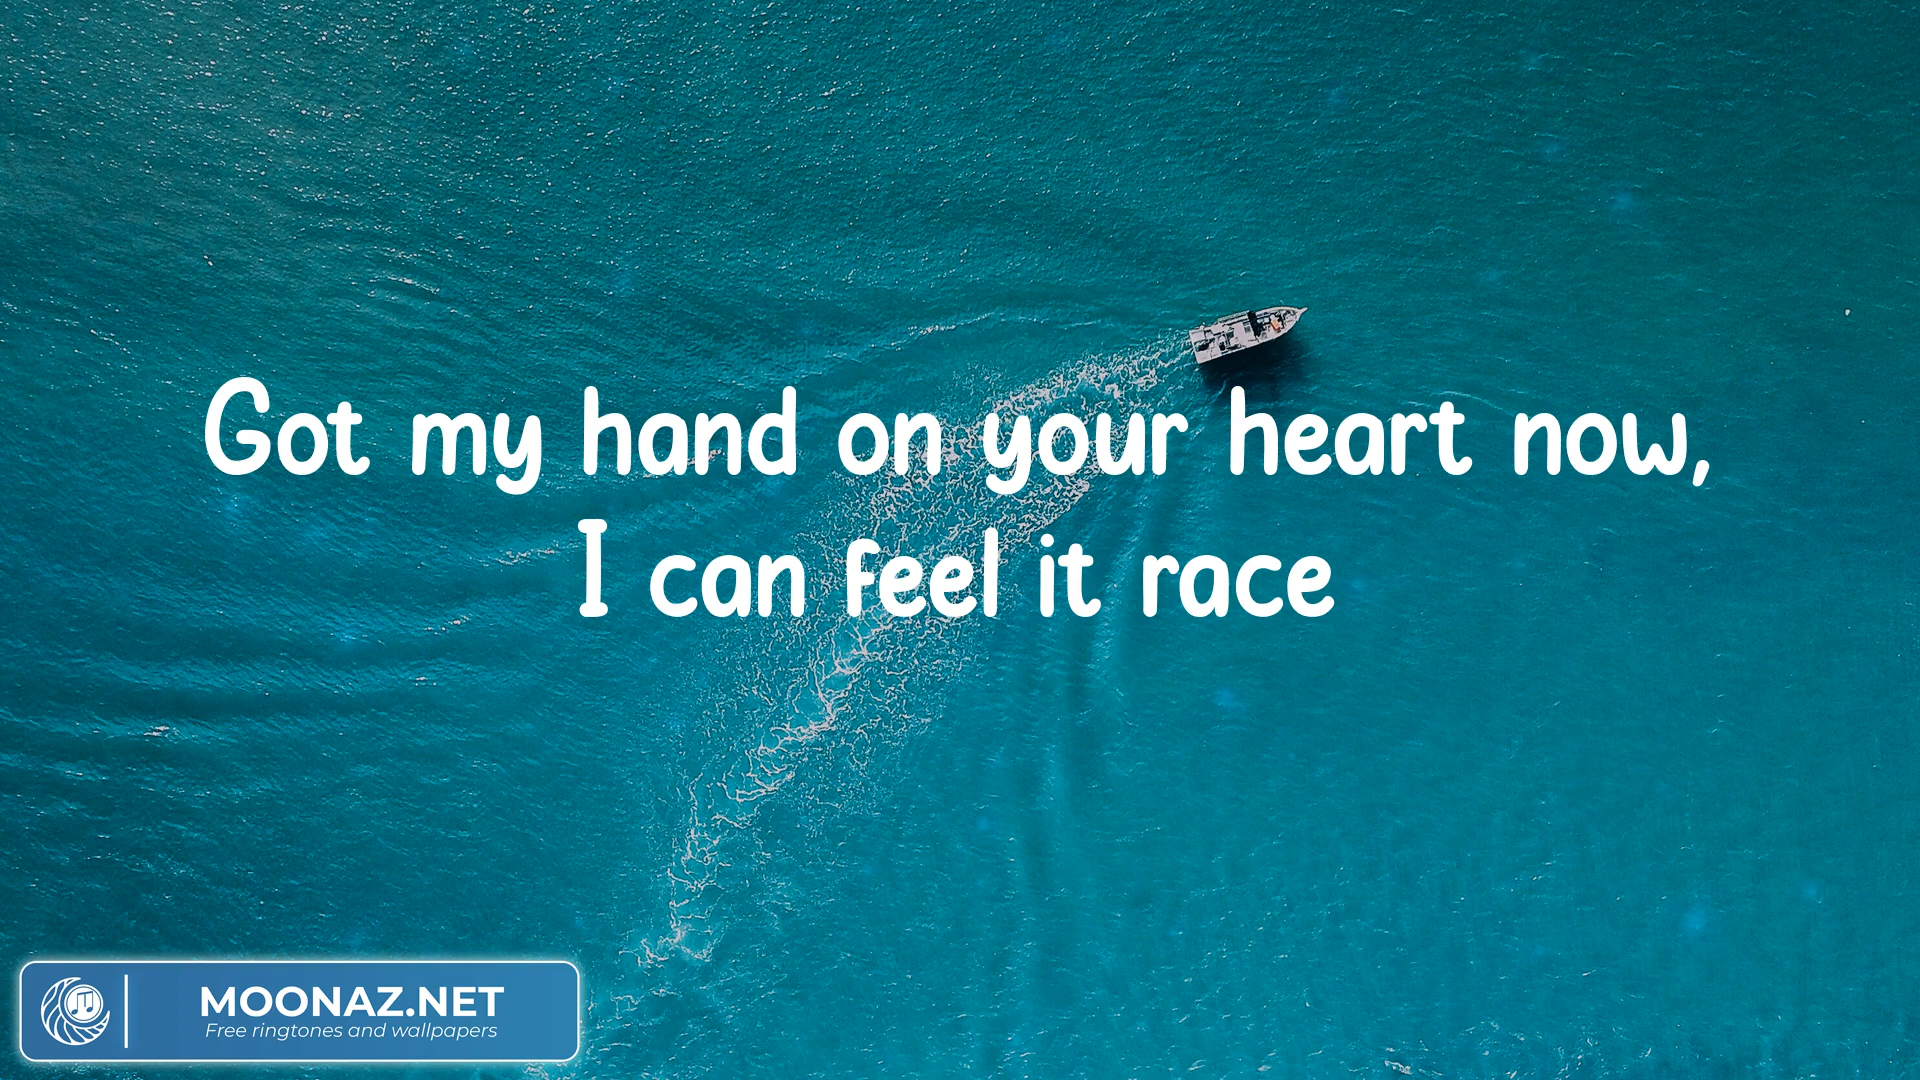 Got my hand on your heart now,
I can feel it race
MOONAZ.NET
Free ringtones and wallpapers